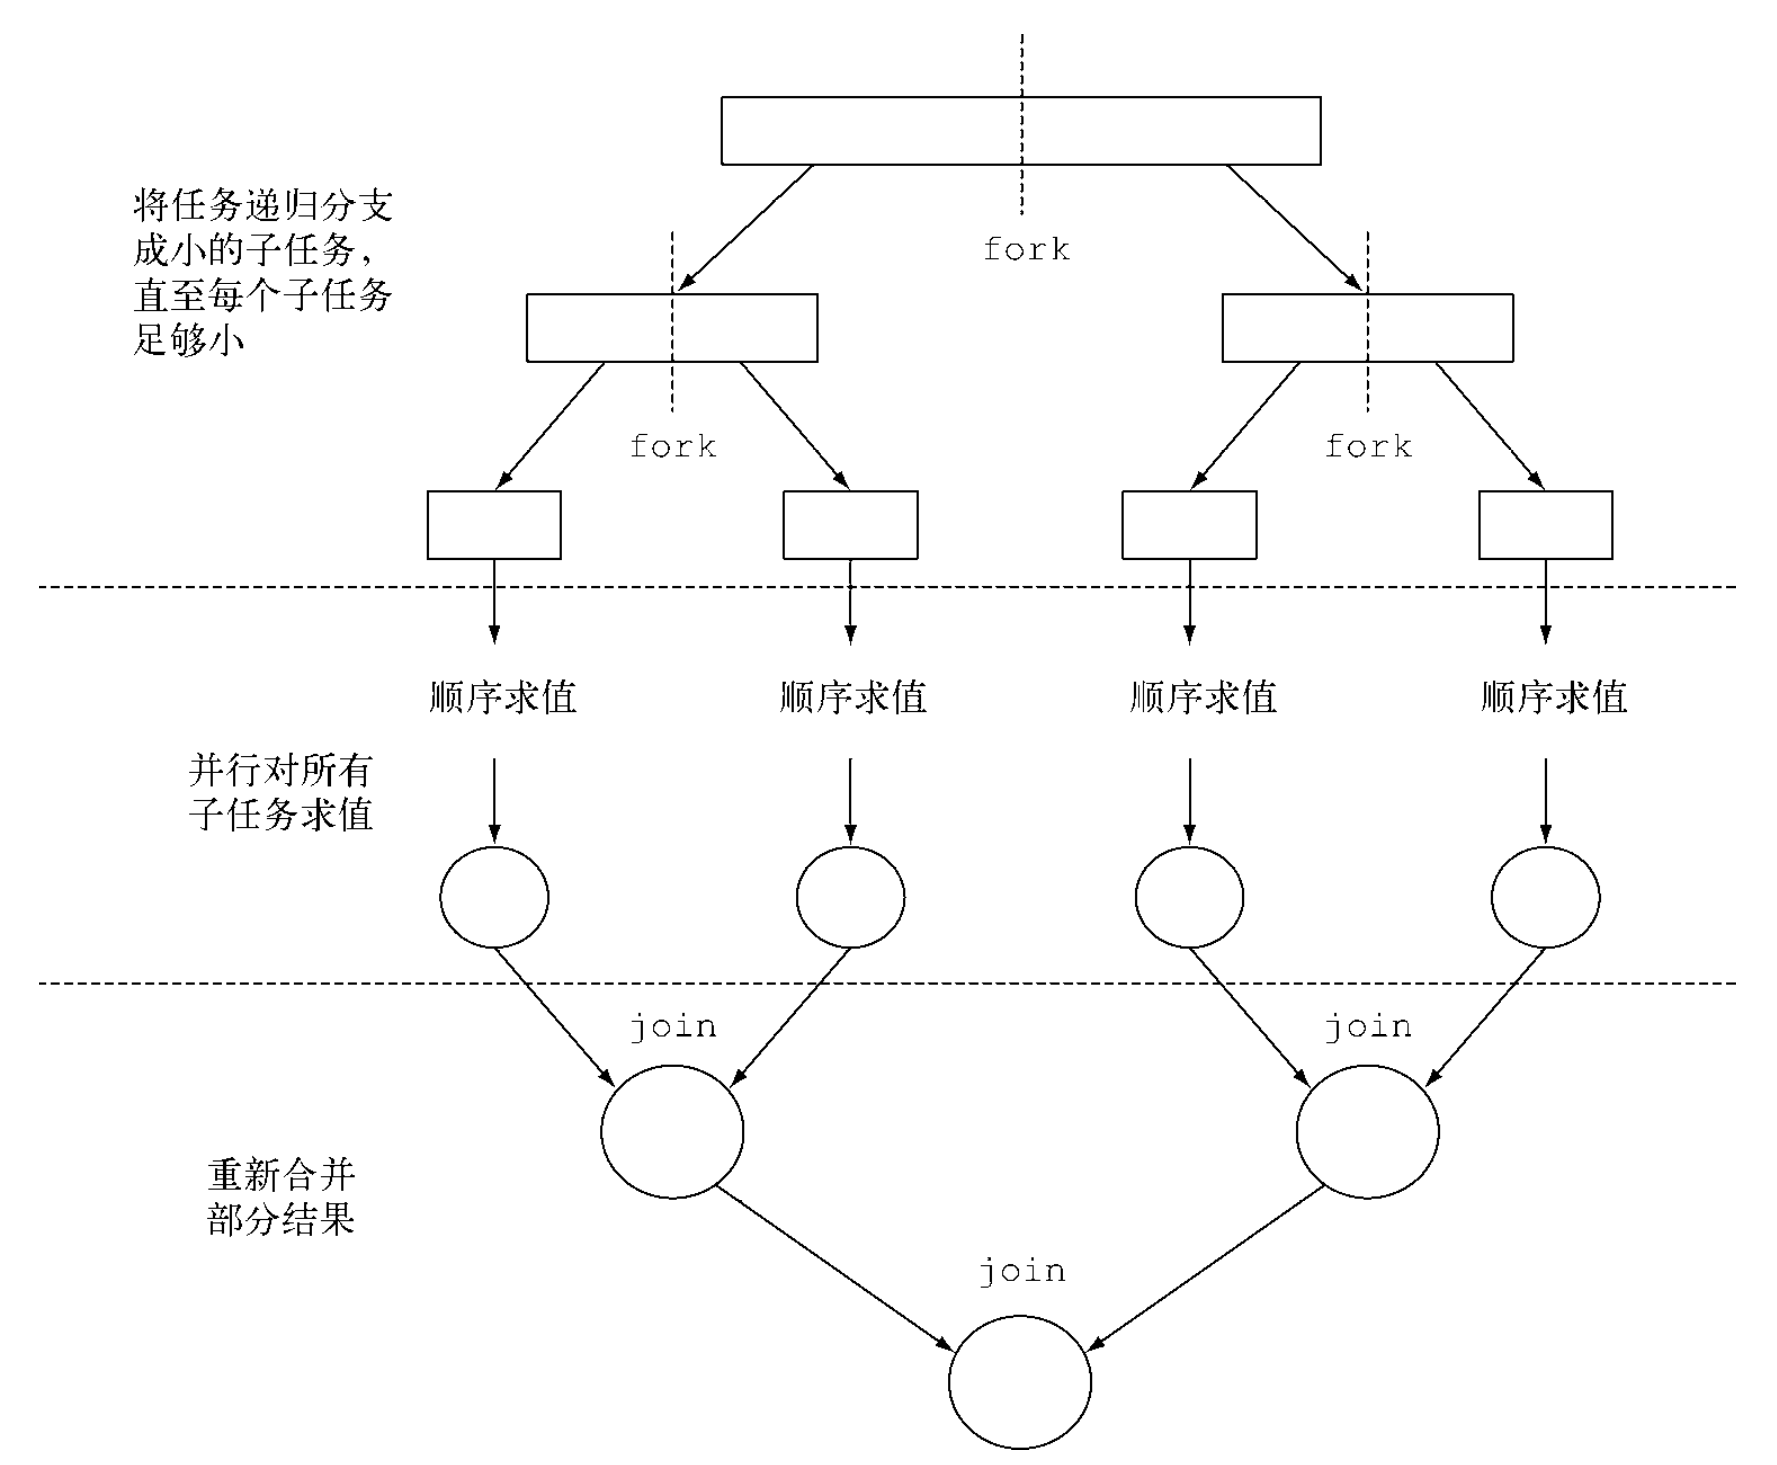 将任务递归分支
成小的子任务，
直至每个子任务
足够小
fork
fork
fork
顺序求值
顺序求值
顺序求值
顺序求值
并行对所有
子任务求值
join
join
重新合并
部分结果
join